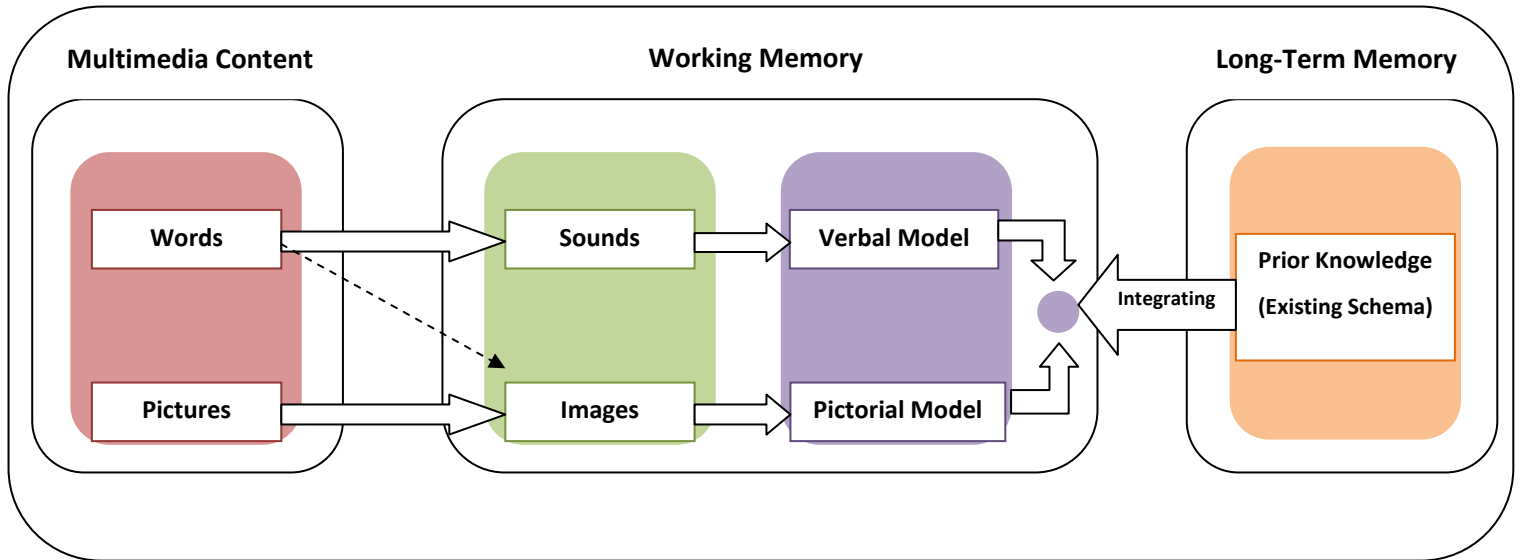 Multimedia Content
Working Memory
Long-Term Memory
Words
Sounds
Verbal Model
Prior Knowledge
(Existing Schema)
Integrating
Pictures
Images
Pictorial Model